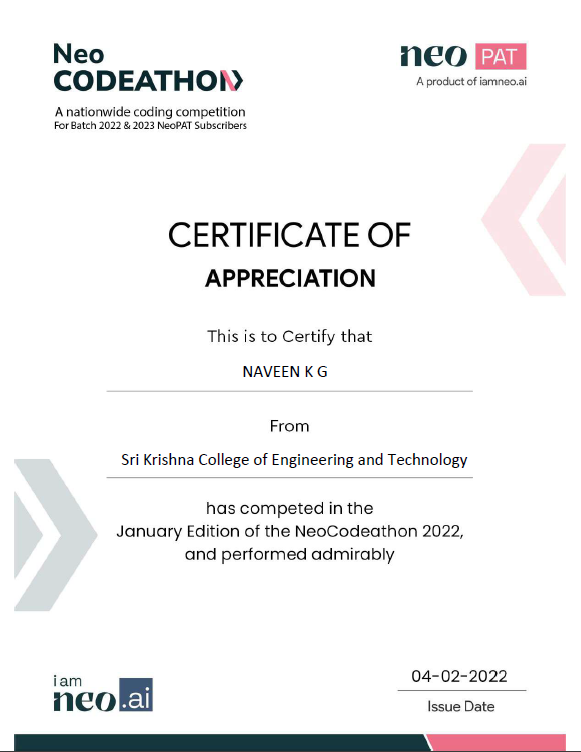 Neo
CODEATHON
A nationwide coding competition
For Batch 2022 & 2023 NeoPAT Subscribers
neo PAT
A product of iamneo.ai
CERTIFICATE OF
APPRECIATION
This is to Certify that
NAVEEN K G
From
Sri Krishna College of Engineering and Technology
has competed in the
January Edition of the NeoCodeathon 2022,
and performed admirably
i am
neo.ai
04-02-2022
Issue Date